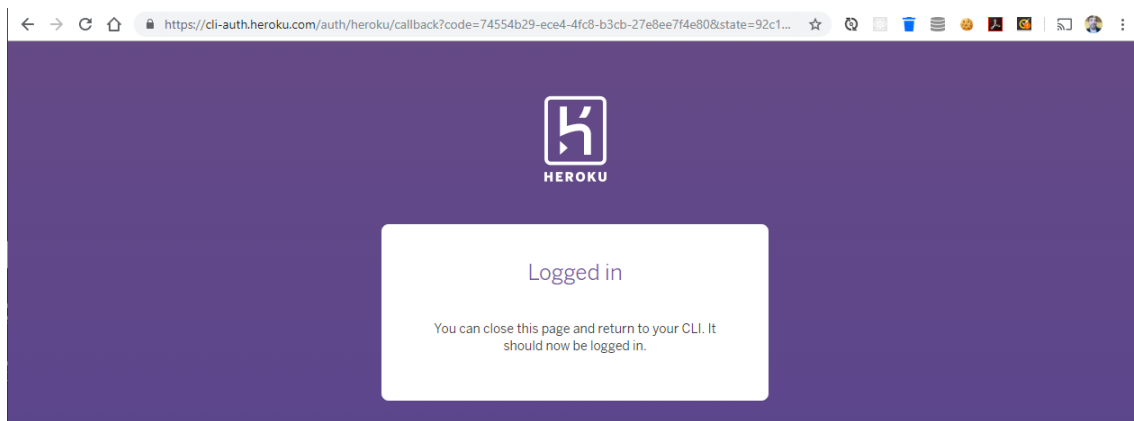 https://cli-auth.heroku.com/auth/heroku/callback?code=74554b29-ece4-4fc8-b3cb-27e8ee7f4e80&state=92c1...
HEROKU
Logged in
You can close this page and return to your CLI. It
should now be logged in.